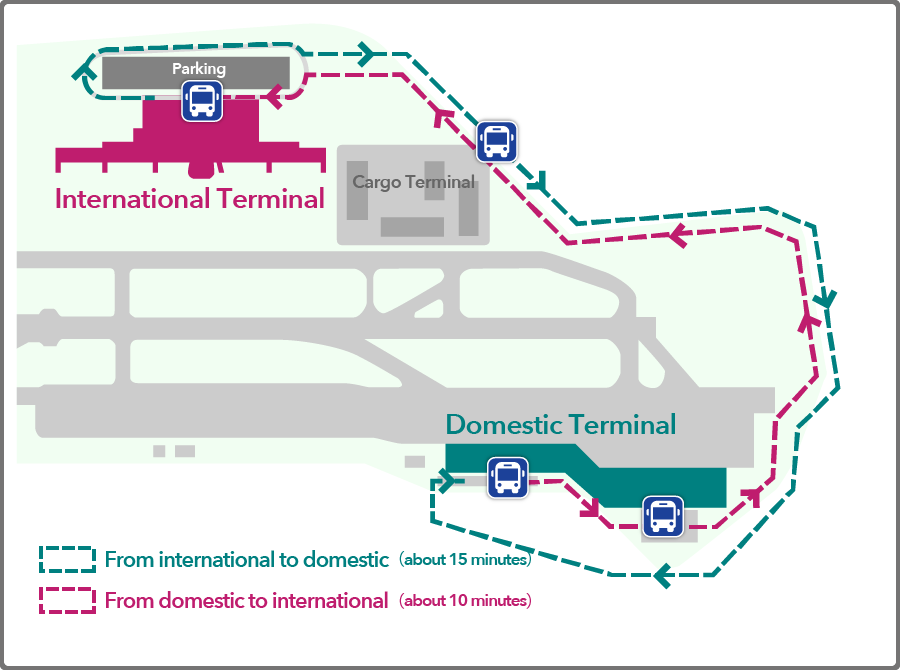 Parking
International Terminal
Cargo Terminal
Domestic Terminal
From international to domestic (about 15 minutes)
From domestic to international (about 10 minutes)